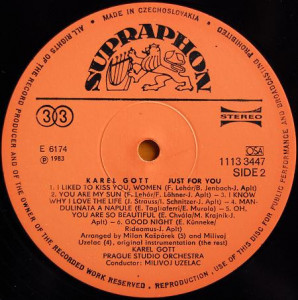 MADE IN CZECHOSLOVAKIA
ALL RIGHTS OF THE RECORD PRODUCER AND OF THE OWNER OF THE RECORDED WORK RESERVED. UNAUTHORIZED USE OF THIS DISC FOR PUBLIC PERFORMANCE AND BROADCASTING PROHIBITED
SUPRAPHON
33
STEREO
E 6174
℗ 1983
OSA
1113 3447
SIDE 2
KAREL GOTT JUST FOR YOU
1. I LIKED TO KISS YOU, WOMEN (F. Lehár/B. Jenbach-J. Aplt)
2. YOU ARE MY SUN (F. Lehár/F. Löhner-J. Aplt) - 3. I KNOW
WHY I LOVE THE LIFE (J. Strauss/I. Schnitzer-J. Aplt) - 4. MAN-
DULINATA A NAPULE (E. Tagliaferri/E. Murolo) - 5. OH,
YOU ARE SO BEAUTIFUL (E. Chvála/M. Krajník-J.
Aplt) - 6. GOOD NIGHT (E. Künneke/
Rideamus-J. Aplt)
Arranged by Milan Kašpárek (5) and Milivoj
Uzelac (4), original instrumentation (the rest)
KAREL GOTT
PRAGUE STUDIO ORCHESTRA
Conductor: MILIVOJ UZELAC